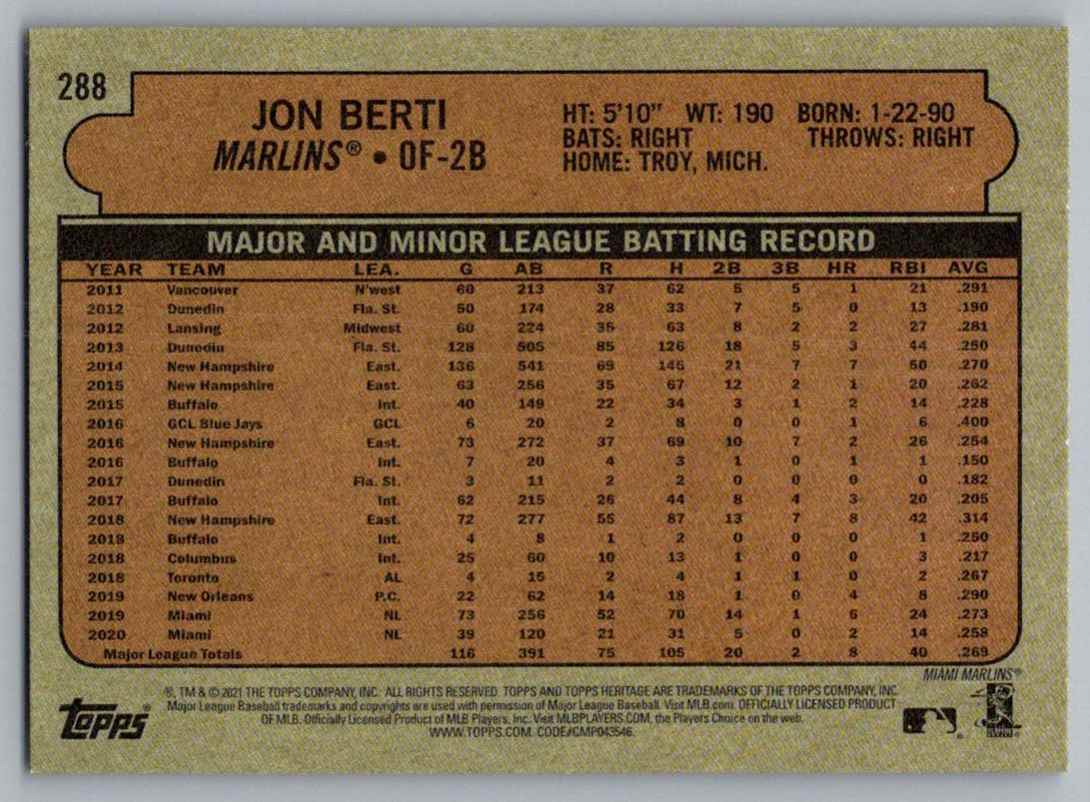 288
JON BERTI
MARLINS® • OF-2B
HT: 5'10" WT: 190 BORN: 1-22-90
BATS: RIGHT THROWS: RIGHT
HOME: TROY, MICH.
MAJOR AND MINOR LEAGUE BATTING RECORD
YEAR TEAM LEA. G AB R H 2B 3B HR RBI AVG
2011 Vancouver N'west 60 213 37 62 5 5 1 21 .291
2012 Dunedin Fla. St. 50 174 28 33 7 5 0 13 .190
2012 Lansing Midwest 60 224 35 63 8 2 2 27 .281
2013 Dunedin Fla. St. 128 505 85 126 18 5 3 44 .250
2014 New Hampshire East. 136 541 69 146 21 7 7 50 .270
2015 New Hampshire East. 63 256 35 67 12 2 1 20 .262
2015 Buffalo Int. 40 149 22 34 3 1 2 14 .228
2016 GCL Blue Jays GCL 6 20 2 8 0 0 1 6 .400
2016 New Hampshire East. 73 272 37 69 10 7 2 26 .254
2016 Buffalo Int. 7 20 4 3 1 0 1 1 .150
2017 Dunedin Fla. St. 3 11 2 2 0 0 0 0 .182
2017 Buffalo Int. 62 215 26 44 8 4 3 20 .205
2018 New Hampshire East. 72 277 55 87 13 7 8 42 .314
2018 Buffalo Int. 4 8 1 2 0 0 0 1 .250
2018 Columbus Int. 25 60 10 13 1 0 0 3 .217
2018 Toronto AL 4 15 2 4 1 1 0 2 .267
2019 New Orleans P.C. 22 62 14 18 1 0 4 8 .290
2019 Miami NL 73 256 52 70 14 1 6 24 .273
2020 Miami NL 39 120 21 31 5 0 2 14 .258
Major League Totals 116 391 75 105 20 2 8 40 .269
MIAMI MARLINS®
®, TM & © 2021 THE TOPPS COMPANY, INC. ALL RIGHTS RESERVED. TOPPS AND TOPPS HERITAGE ARE TRADEMARKS OF THE TOPPS COMPANY, INC.
Major League Baseball trademarks and copyrights are used with permission of Major League Baseball. Visit MLB.com. OFFICIALLY LICENSED PRODUCT
OF MLB. Officially Licensed Product of MLB Players, Inc. Visit MLBPLAYERS.COM, the Players Choice on the web.
WWW.TOPPS.COM. CODE#CMP043546.
topps®